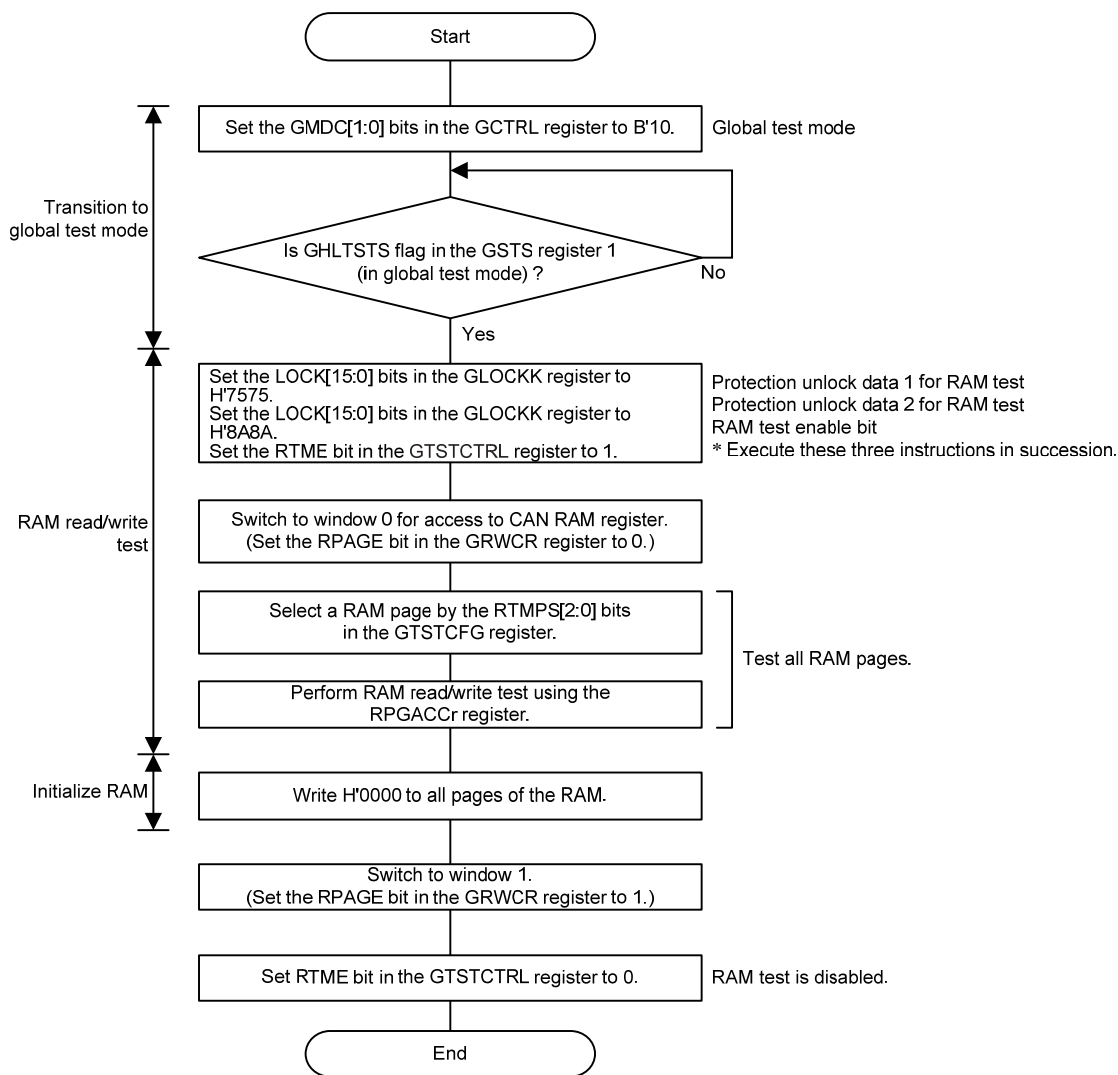 Start
Set the GMDC[1:0] bits in the GCTRL register to B'10.
Global test mode
Transition to
global test mode
Is GHLTSTS flag in the GSTS register 1
(in global test mode) ?
No
Yes
Set the LOCK[15:0] bits in the GLOCKK register to
H'7575.
Set the LOCK[15:0] bits in the GLOCKK register to
H'8A8A.
Set the RTME bit in the GTSTCTRL register to 1.
Protection unlock data 1 for RAM test
Protection unlock data 2 for RAM test
RAM test enable bit
* Execute these three instructions in succession.
RAM read/write
test
Switch to window 0 for access to CAN RAM register.
(Set the RPAGE bit in the GRWCR register to 0.)
Select a RAM page by the RTMPS[2:0] bits
in the GTSTCFG register.
Test all RAM pages.
Perform RAM read/write test using the
RPGACCr register.
Initialize RAM
Write H'0000 to all pages of the RAM.
Switch to window 1.
(Set the RPAGE bit in the GRWCR register to 1.)
Set RTME bit in the GTSTCTRL register to 0.
RAM test is disabled.
End